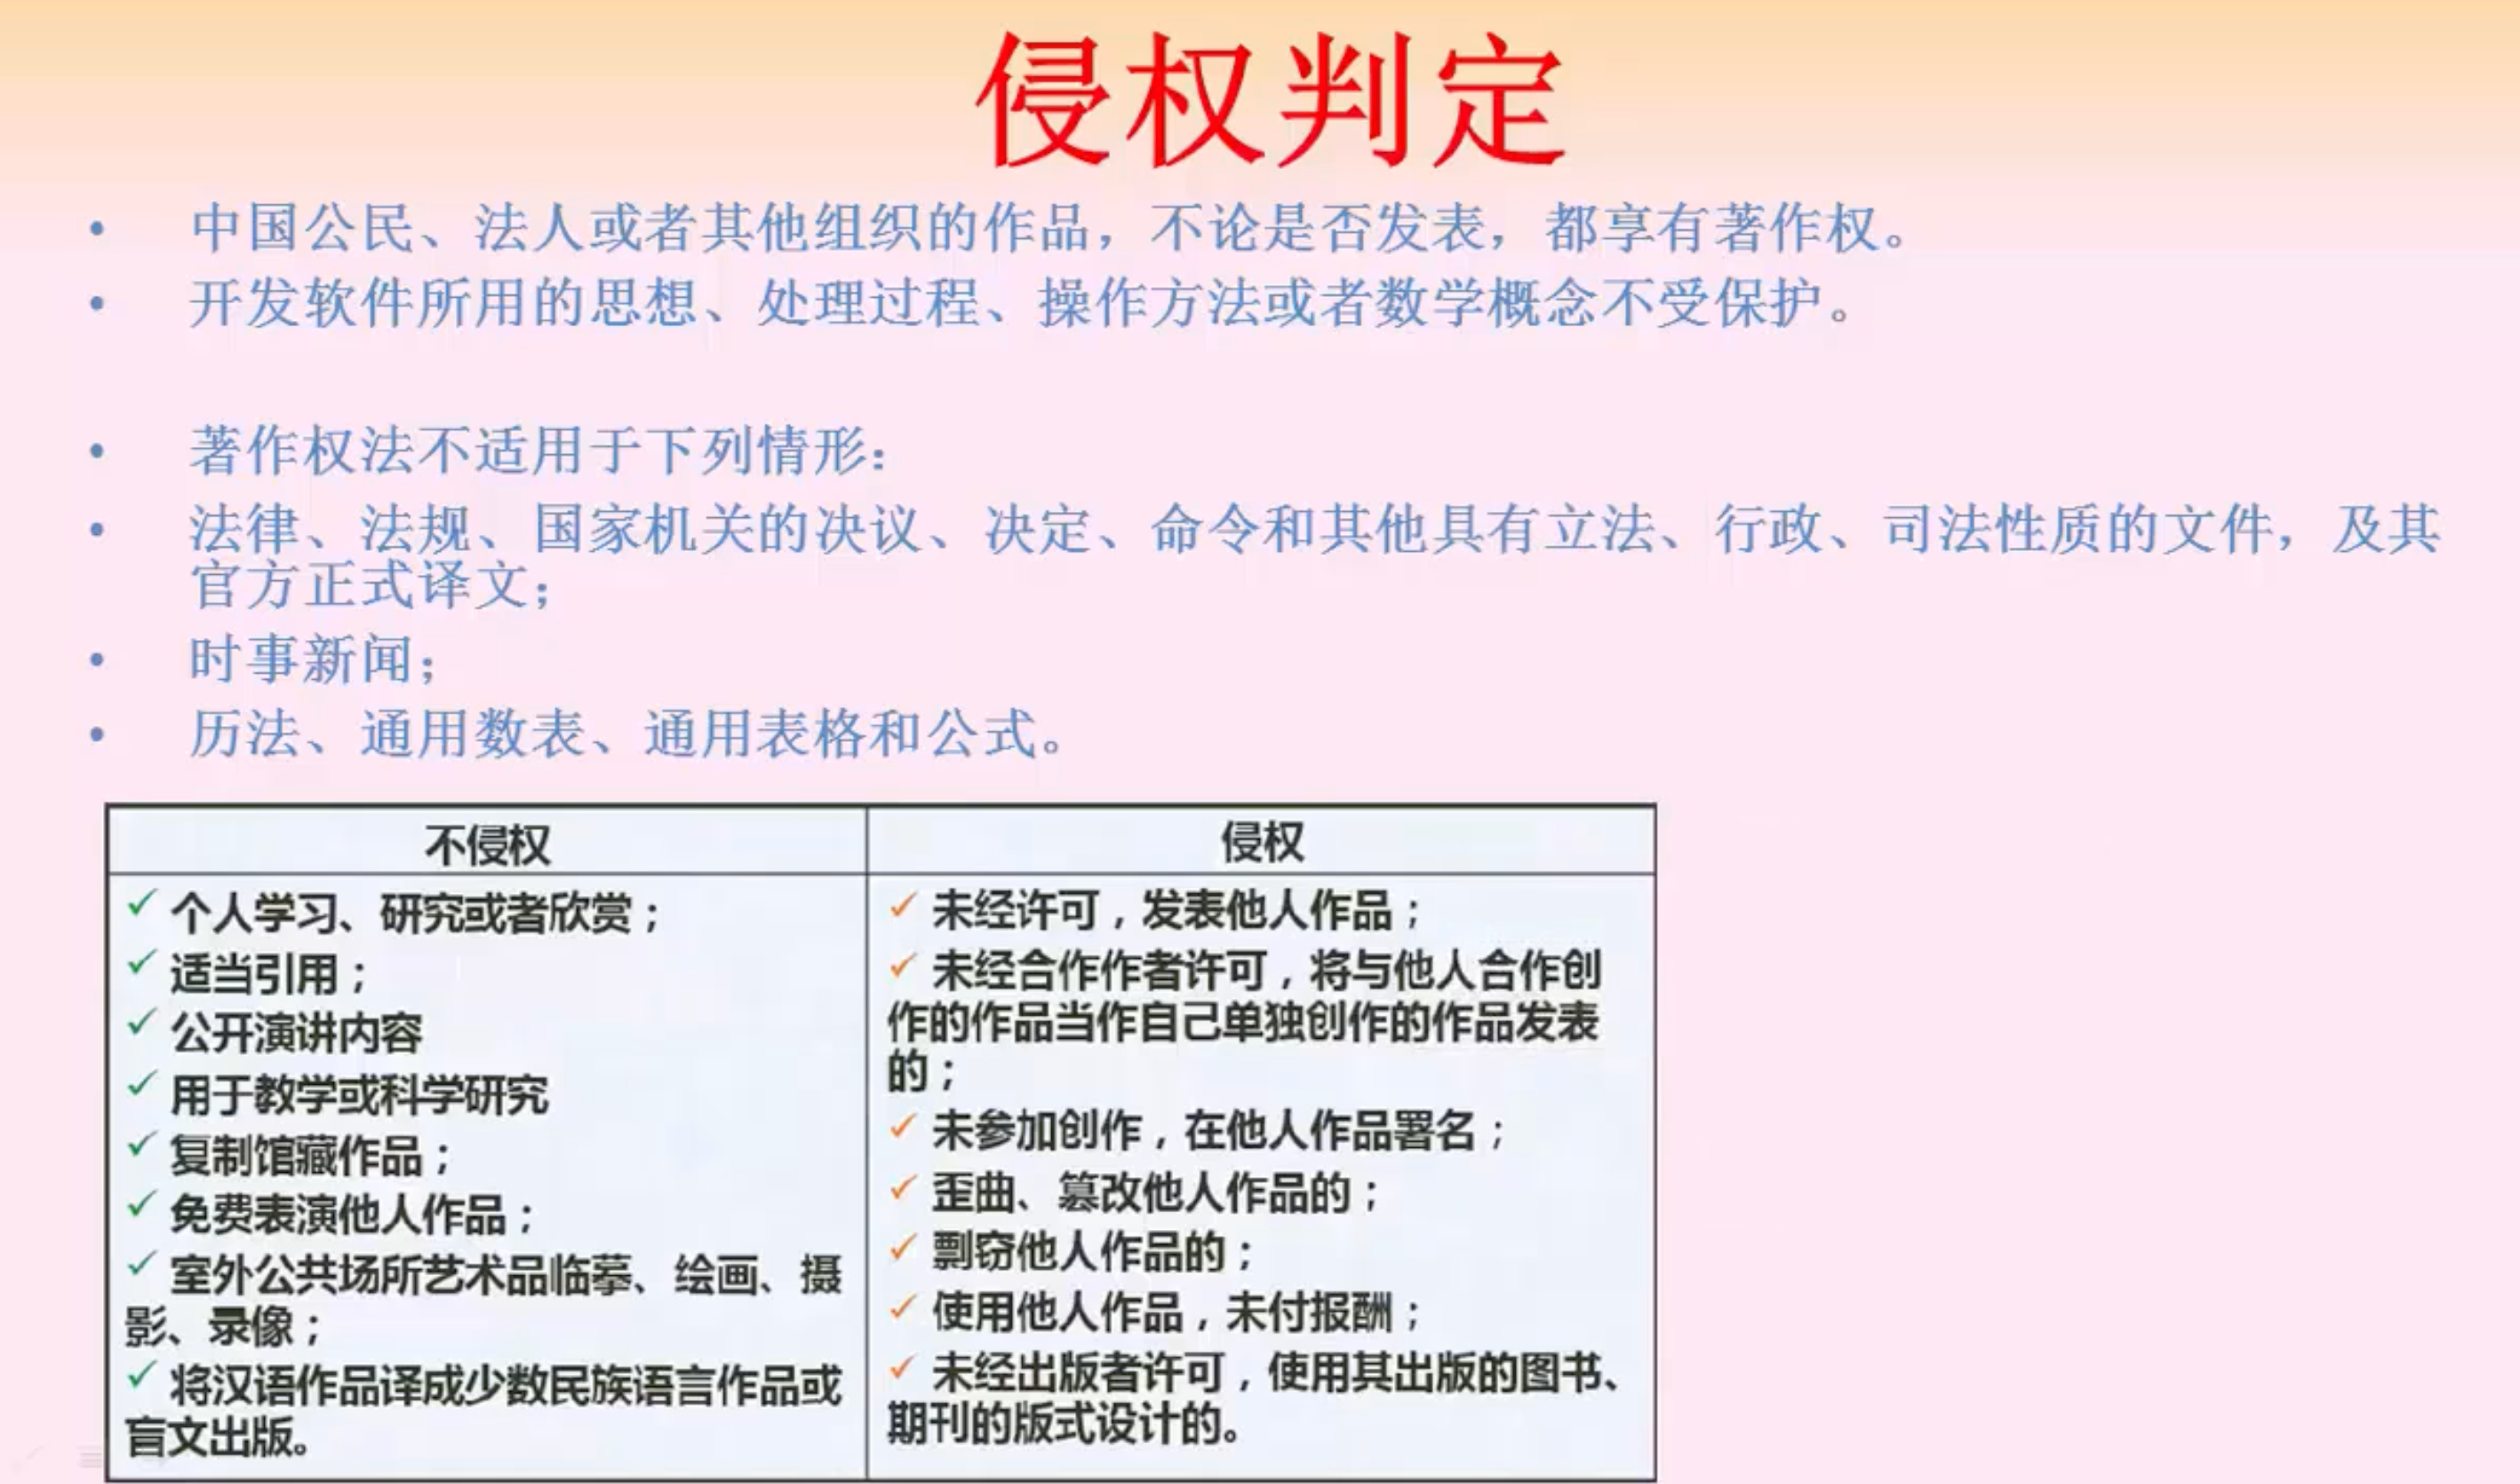 侵权判定
• 中国公民、法人或者其他组织的作品，不论是否发表，都享有著作权。
• 开发软件所用的思想、处理过程、操作方法或者数学概念不受保护。
• 著作权法不适用于下列情形：
• 法律、法规、国家机关的决议、决定、命令和其他具有立法、行政、司法性质的文件，及其
官方正式译文；
• 时事新闻；
• 历法、通用数表、通用表格和公式。
不侵权
✓ 个人学习、研究或者欣赏；
✓ 适当引用；
✓ 公开演讲内容
✓ 用于教学或科学研究
✓ 复制馆藏作品；
✓ 免费表演他人作品；
✓ 室外公共场所艺术品临摹、绘画、摄
影、录像；
✓ 将汉语作品译成少数民族语言作品或
盲文出版。
侵权
✓ 未经许可，发表他人作品；
✓ 未经合作作者许可，将与他人合作创
作的作品当作自己单独创作的作品发表
的；
✓ 未参加创作，在他人作品署名；
✓ 歪曲、篡改他人作品的；
✓ 剽窃他人作品的；
✓ 使用他人作品，未付报酬；
✓ 未经出版者许可，使用其出版的图书、
期刊的版式设计的。